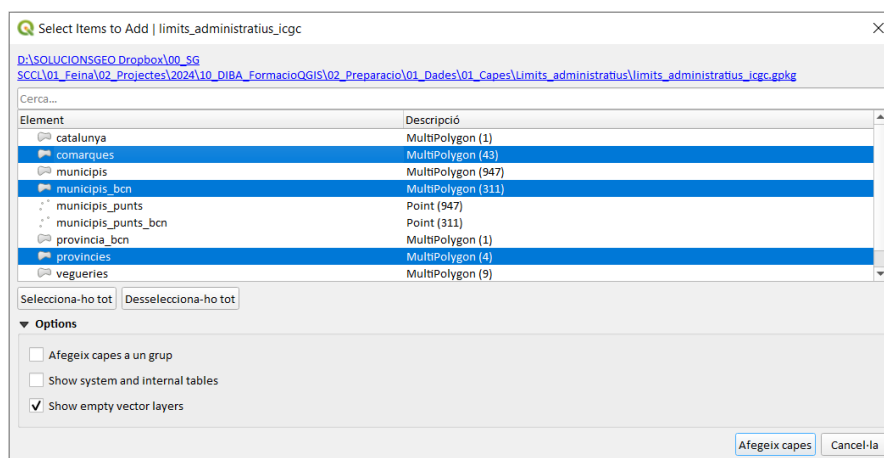 Select Items to Add | limits_administratius_icgc
D:\SOLUCIONSGEO Dropbox\00_SG
SCCL\01_Feina\02_Projectes\2024\10_DIBA_FormacioQGIS\02_Preparacio\01_Dades\01_Capes\Limits_administratius\limits_administratius_icgc.gpkg
Cerca...
Element Descripció
catalunya MultiPolygon (1)
comarques MultiPolygon (43)
municipis MultiPolygon (947)
municipis_bcn MultiPolygon (311)
municipis_punts Point (947)
municipis_punts_bcn Point (311)
provincia_bcn MultiPolygon (1)
provincies MultiPolygon (4)
vegueries MultiPolygon (9)
Selecciona-ho tot Desselecciona-ho tot
Options
Afegeix capes a un grup
Show system and internal tables
Show empty vector layers
Afegeix capes Cancel·la